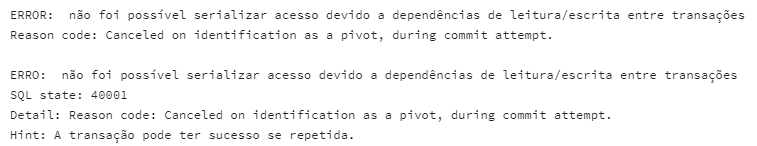 ERROR:  não foi possível serializar acesso devido a dependências de leitura/escrita entre transações
Reason code: Canceled on identification as a pivot, during commit attempt.
ERRO:  não foi possível serializar acesso devido a dependências de leitura/escrita entre transações
SQL state: 40001
Detail: Reason code: Canceled on identification as a pivot, during commit attempt.
Hint: A transação pode ter sucesso se repetida.